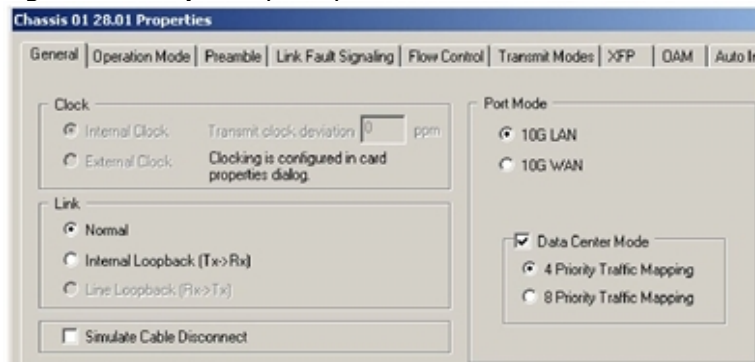 Chassis 01 28.01 Properties
General Operation Mode Preamble Link Fault Signaling Flow Control Transmit Modes XFP OAM Auto
Clock
Internal Clock Transmit clock deviation 0 ppm
External Clock Clocking is configured in card
properties dialog.
Link
Normal
Internal Loopback (Tx->Rx)
Line Loopback (Rx->Tx)
Simulate Cable Disconnect
Port Mode
10G LAN
10G WAN
Data Center Mode
4 Priority Traffic Mapping
8 Priority Traffic Mapping